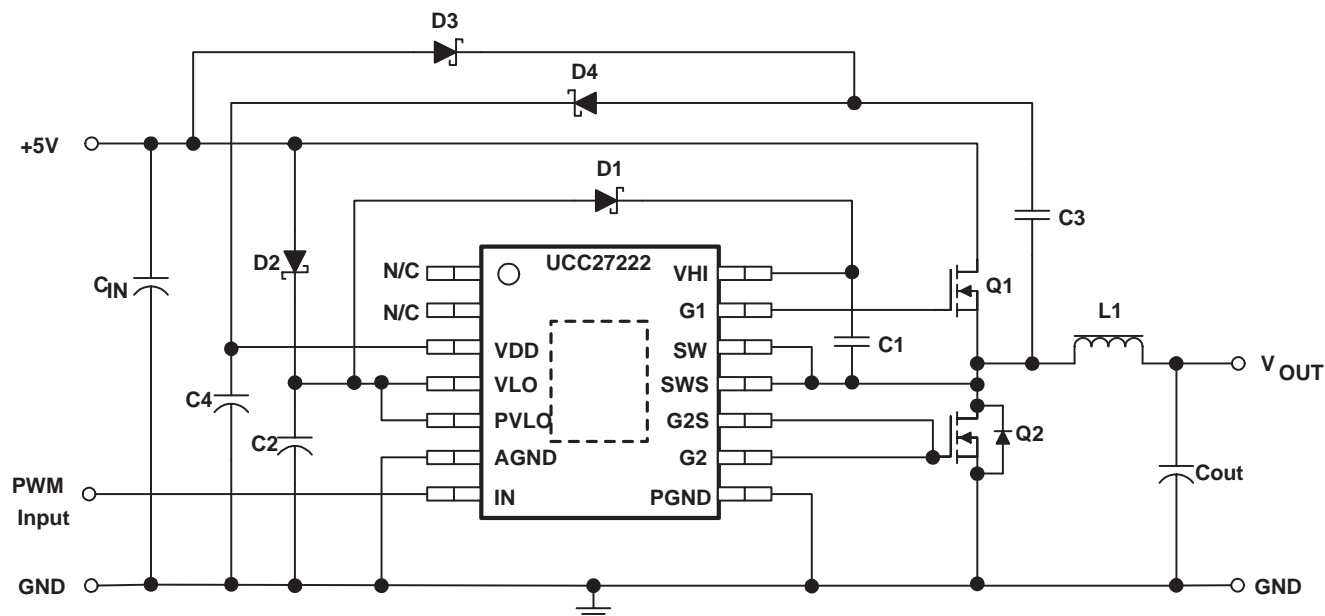 D3
D4
+5V
D1
C3
D2
UCC27222
N/C
VHI
CIN
Q1
N/C
G1
L1
VDD
SW
C1
VLO
SWS
VOUT
C4
PVLO
G2S
C2
Q2
AGND
G2
PWM
Input
IN
PGND
Cout
GND
GND